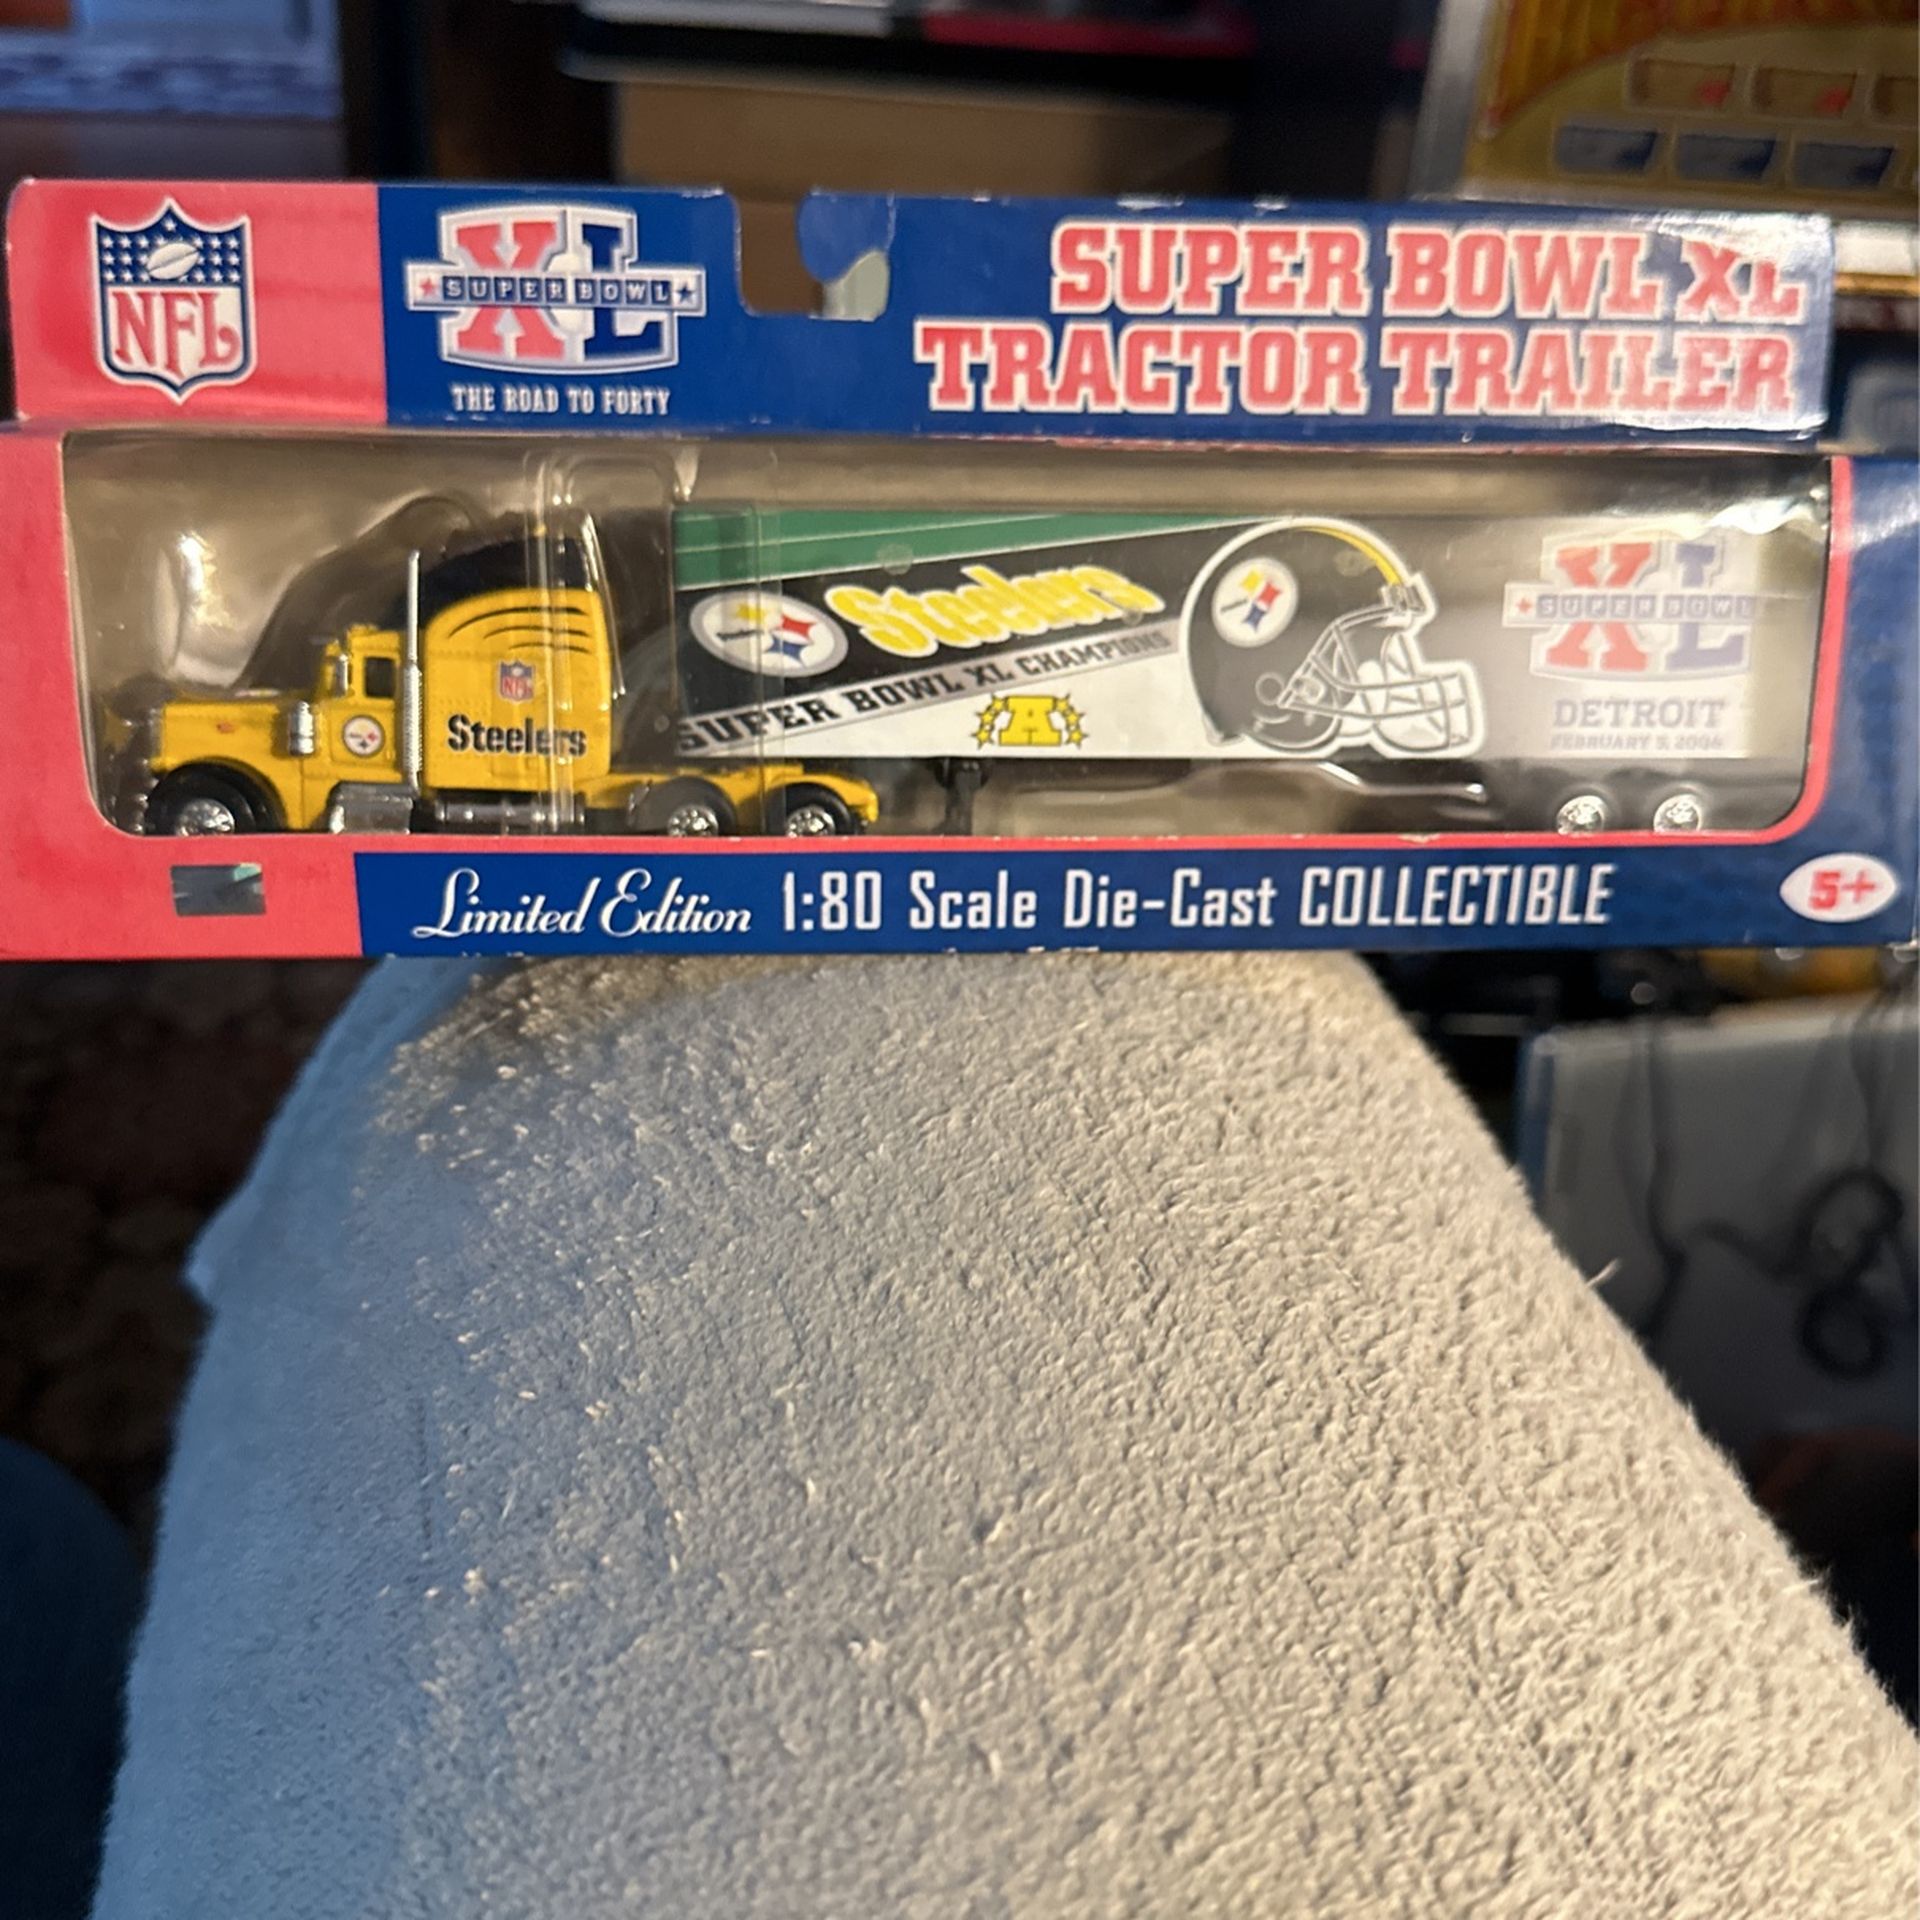 NFL
XL
SUPER BOWL
THE ROAD TO FORTY
SUPER BOWL XL
TRACTOR TRAILER
NFL
Steelers
Steelers
SUPER BOWL XL CHAMPIONS
A
XL
SUPER BOWL
DETROIT
FEBRUARY 5, 2006
Limited Edition 1:80 Scale Die-Cast COLLECTIBLE
5+